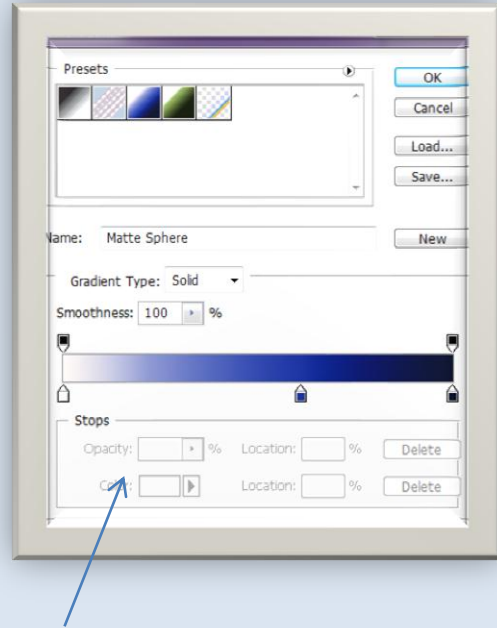 Presets
OK
Cancel
Load...
Save...
Name: Matte Sphere
New
Gradient Type: Solid
Smoothness: 100 %
Stops
Opacity: % Location: % Delete
Color: Location: % Delete